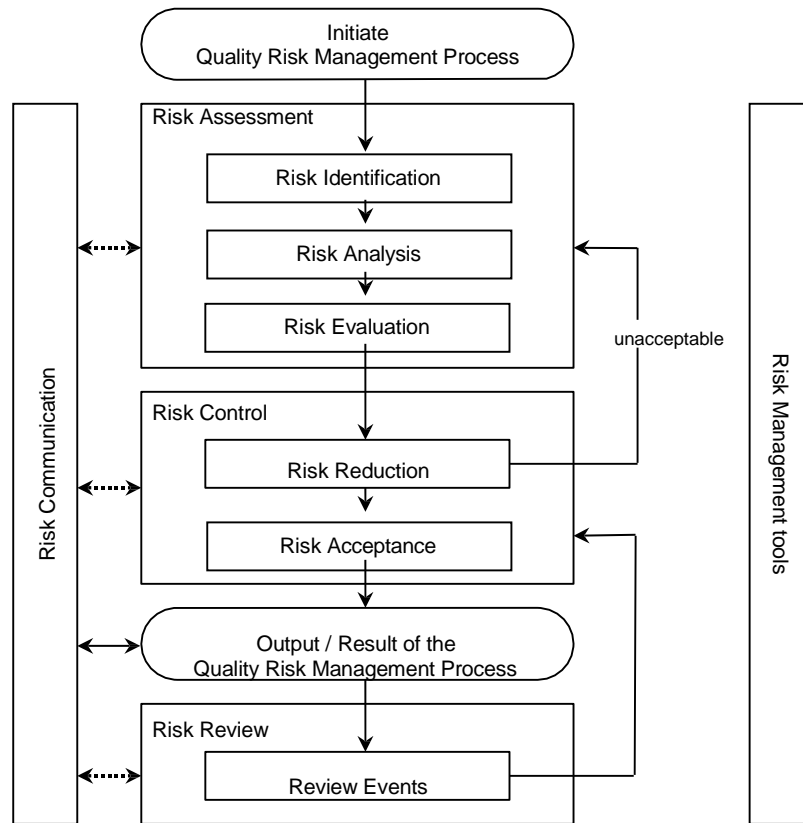 Initiate
Quality Risk Management Process
Risk Assessment
Risk Identification
Risk Analysis
Risk Evaluation
unacceptable
Risk Control
Risk Reduction
Risk Acceptance
Output / Result of the
Quality Risk Management Process
Risk Review
Review Events
Risk Communication
Risk Management tools